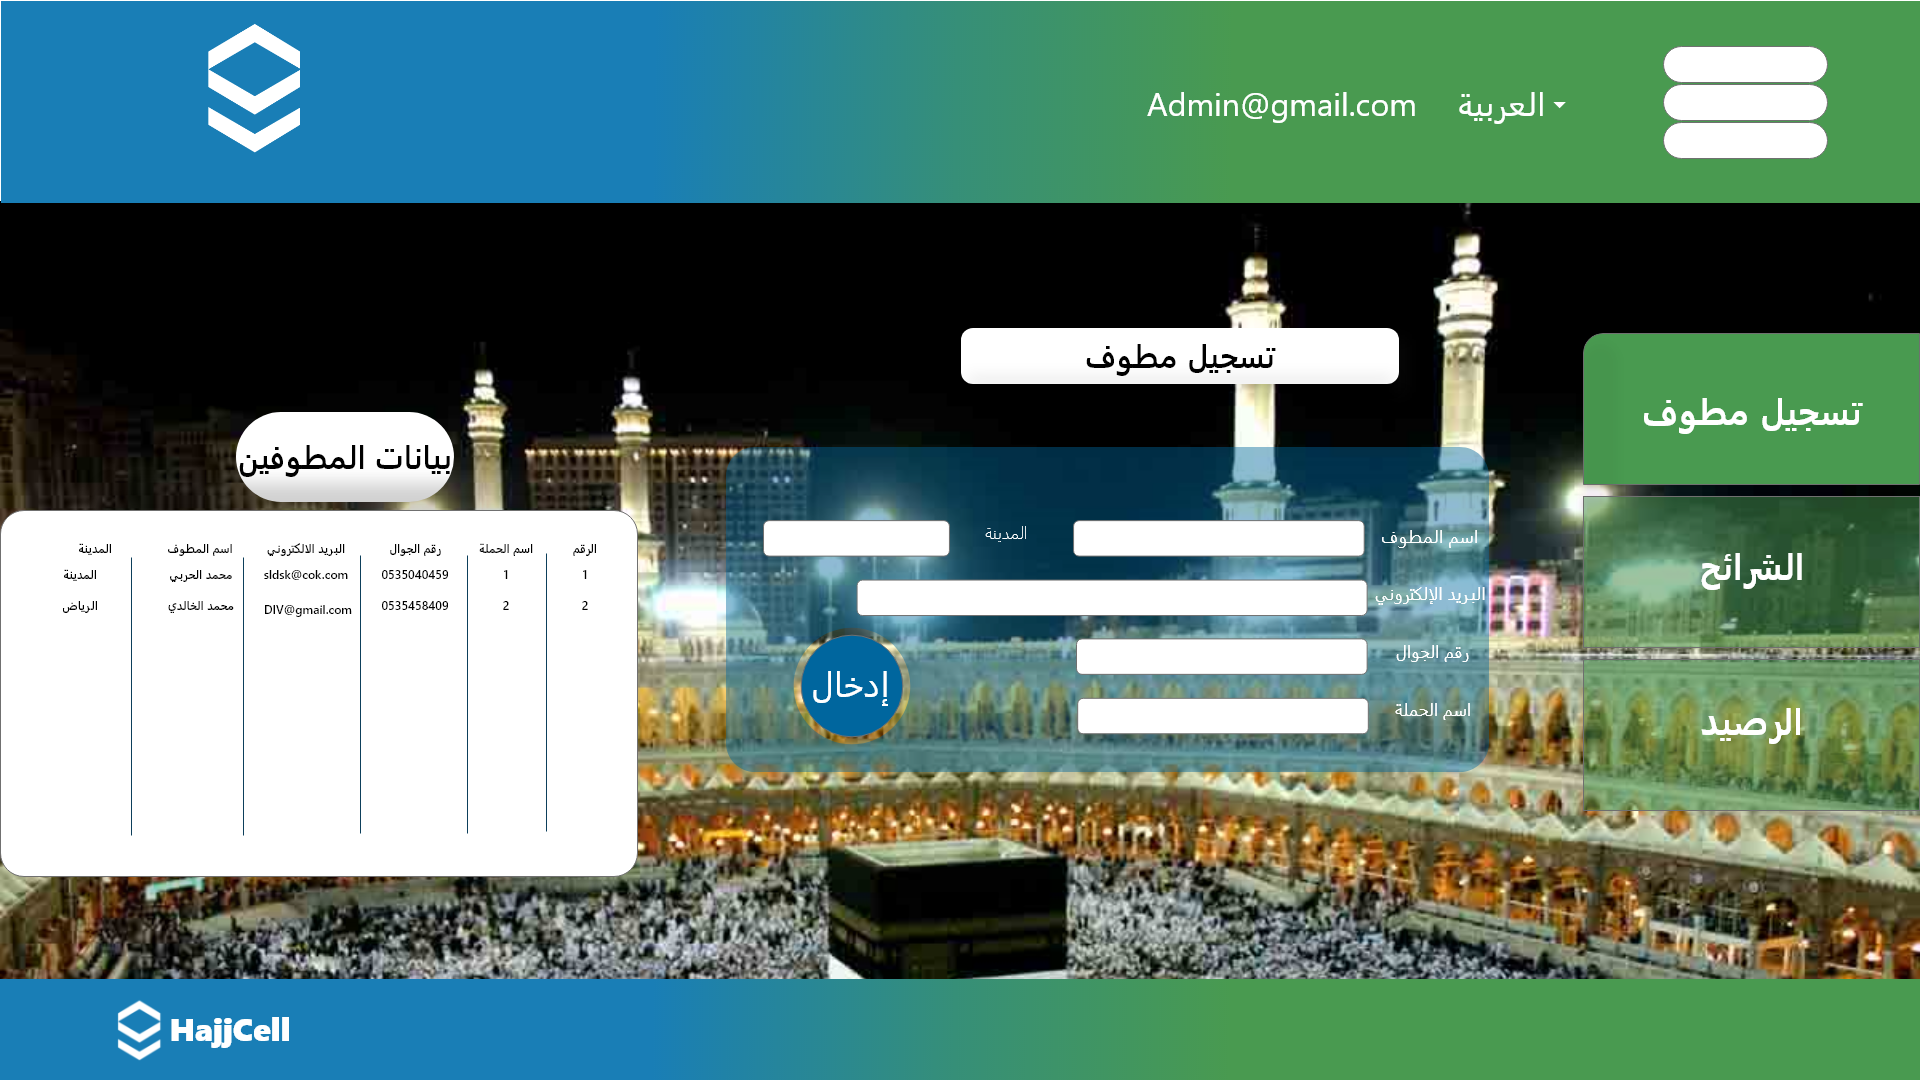 العربية
Admin@gmail.com
تسجيل مطوف
الشرائح
الرصيد
تسجيل مطوف
اسم المطوف
المدينة
البريد الإلكتروني
رقم الجوال
اسم الحملة
إدخال
بيانات المطوفين
الرقم اسم الحملة رقم الجوال البريد الالكتروني اسم المطوف المدينة
1 1 0535040459 sldsk@cok.com محمد الحربي المدينة
2 2 0535458409 DIV@gmail.com محمد الخالدي الرياض
HajjCell